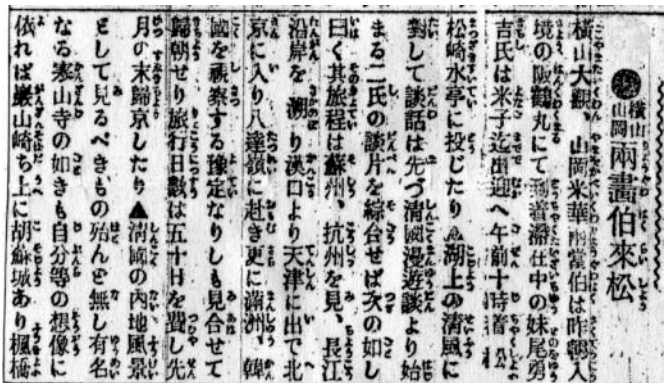 横山
山岡 兩畫伯來松
横山大觀、山岡米華兩畫伯は昨朝入
境の阪鶴丸にて到着滯在中の妹尾勇
吉氏は米子迄出迎へ午前十時着
松崎水亭に投じたり 湖上の清風に
對して談話は先づ清國漫遊談より始
まる二氏の談片を綜合せば次の如し
曰く其旅程は蘇州、抗州を見、長江
沿岸を溯り漢口より天津に出で北
京に入り八達嶺に赴き更に滿洲、韓
國を視察する豫定なりしも見合せて
歸朝せり旅行日數は五十日を費し先
月の末歸京したり▲清國の內地風景
として見るべきもの殆んど無し有名
なる寒山寺の如きも自分等の想像に
依れば巖山崎ち上に胡蘇城あり楓橋